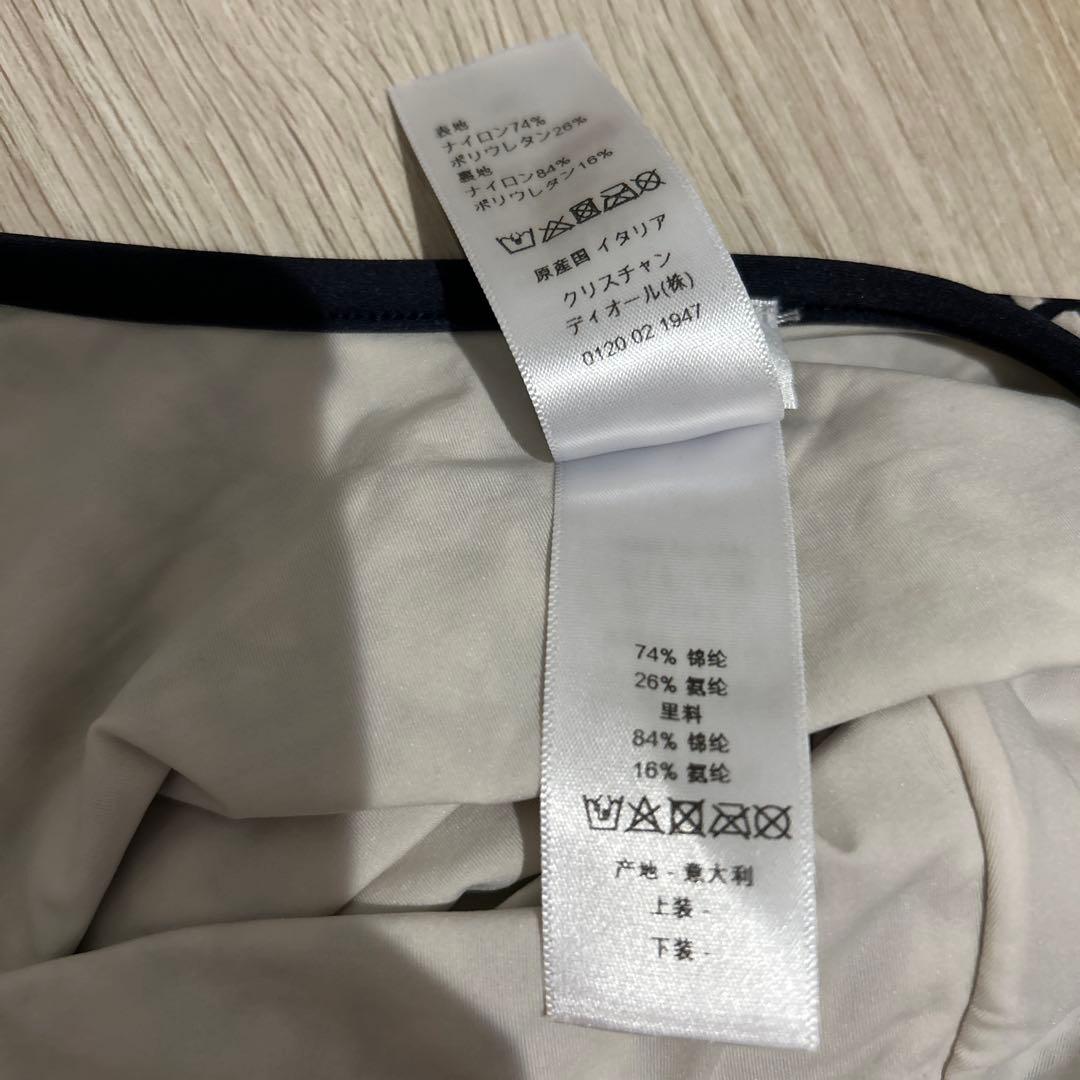 表地
ナイロン74%
ポリウレタン26%
裏地
ナイロン84%
ポリウレタン16%
原産国 イタリア
クリスチャン
ディオール(株)
0120 02 1947
74% 锦纶
26% 氨纶
里料
84% 锦纶
16% 氨纶
产地 - 意大利
上装 -
下装 -